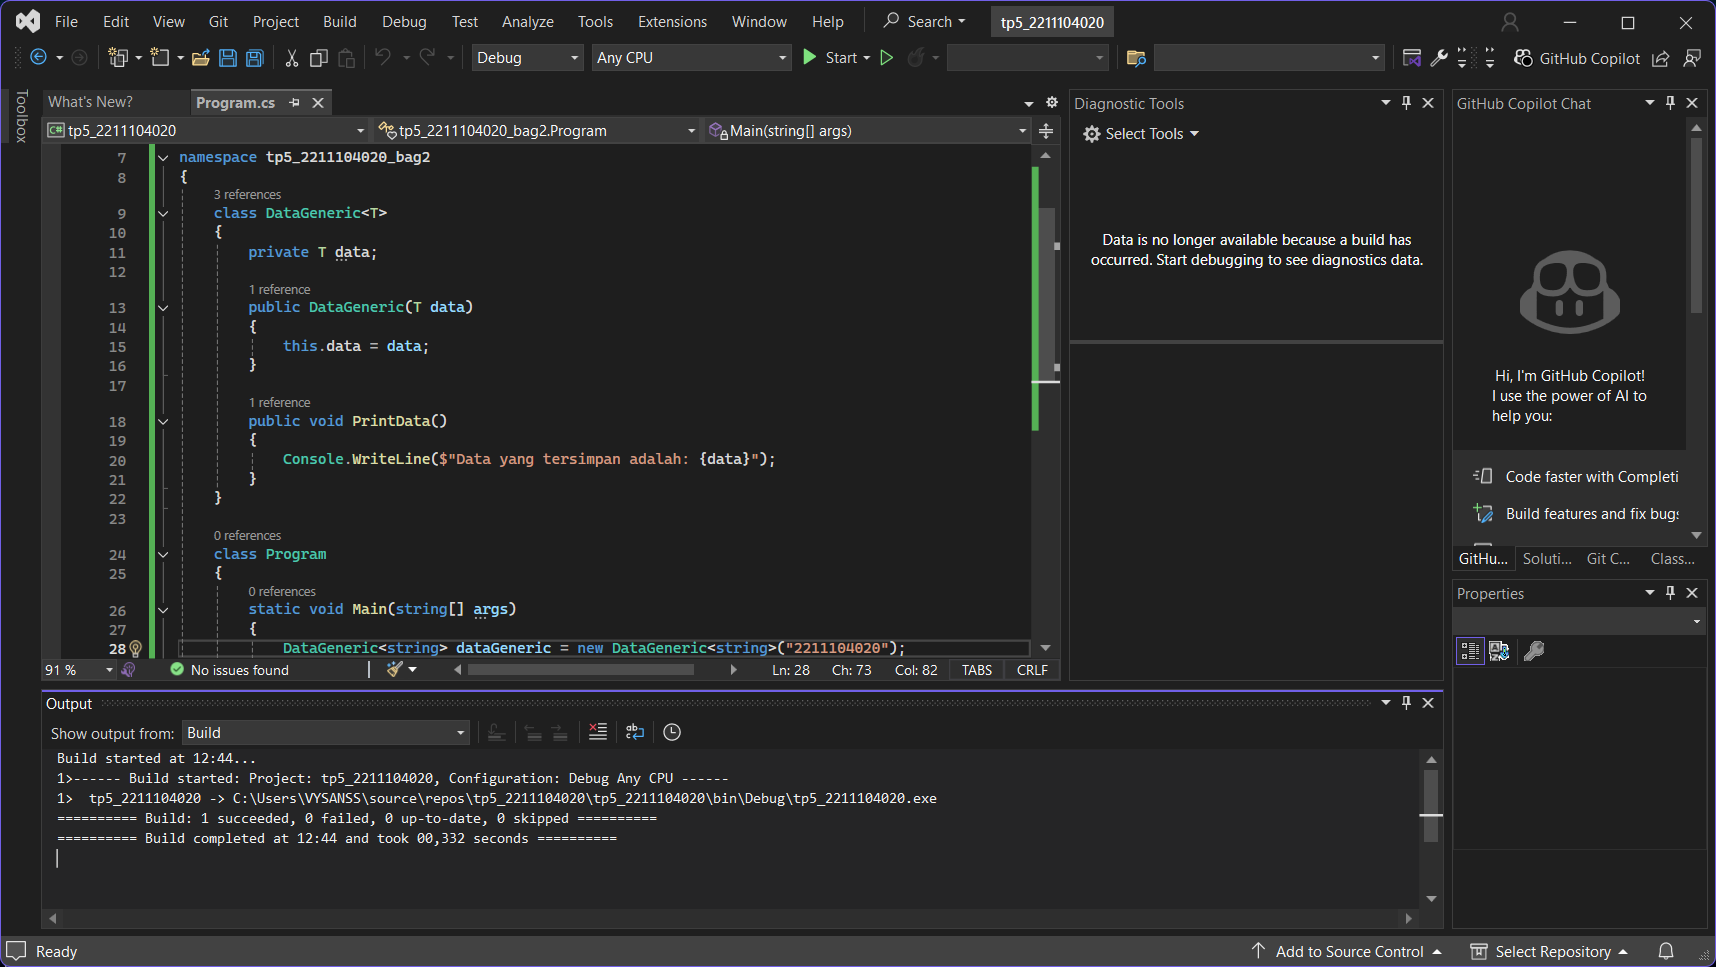 File Edit View Git Project Build Debug Test Analyze Tools Extensions Window Help Search tp5_2211104020
Debug Any CPU Start GitHub Copilot
Toolbox
What's New? Program.cs
C# tp5_2211104020 tp5_2211104020_bag2.Program Main(string[] args)
7 namespace tp5_2211104020_bag2
8 {
3 references
9 class DataGeneric<T>
10 {
11 private T data;
12
1 reference
13 public DataGeneric(T data)
14 {
15 this.data = data;
16 }
17
1 reference
18 public void PrintData()
19 {
20 Console.WriteLine($"Data yang tersimpan adalah: {data}");
21 }
22 }
23
0 references
24 class Program
25 {
0 references
26 static void Main(string[] args)
27 {
28 DataGeneric<string> dataGeneric = new DataGeneric<string>("2211104020");
91 % No issues found Ln: 28 Ch: 73 Col: 82 TABS CRLF
Diagnostic Tools
Select Tools
Data is no longer available because a build has
occurred. Start debugging to see diagnostics data.
GitHub Copilot Chat
Hi, I'm GitHub Copilot!
I use the power of AI to
help you:
Code faster with Completi
Build features and fix bugs
GitHu... Soluti... Git C... Class...
Properties
Output
Show output from: Build
Build started at 12:44...
1>------ Build started: Project: tp5_2211104020, Configuration: Debug Any CPU ------
1>  tp5_2211104020 -> C:\Users\VYSANSS\source\repos\tp5_2211104020\tp5_2211104020\bin\Debug\tp5_2211104020.exe
========== Build: 1 succeeded, 0 failed, 0 up-to-date, 0 skipped ==========
========== Build completed at 12:44 and took 00,332 seconds ==========
Ready Add to Source Control Select Repository